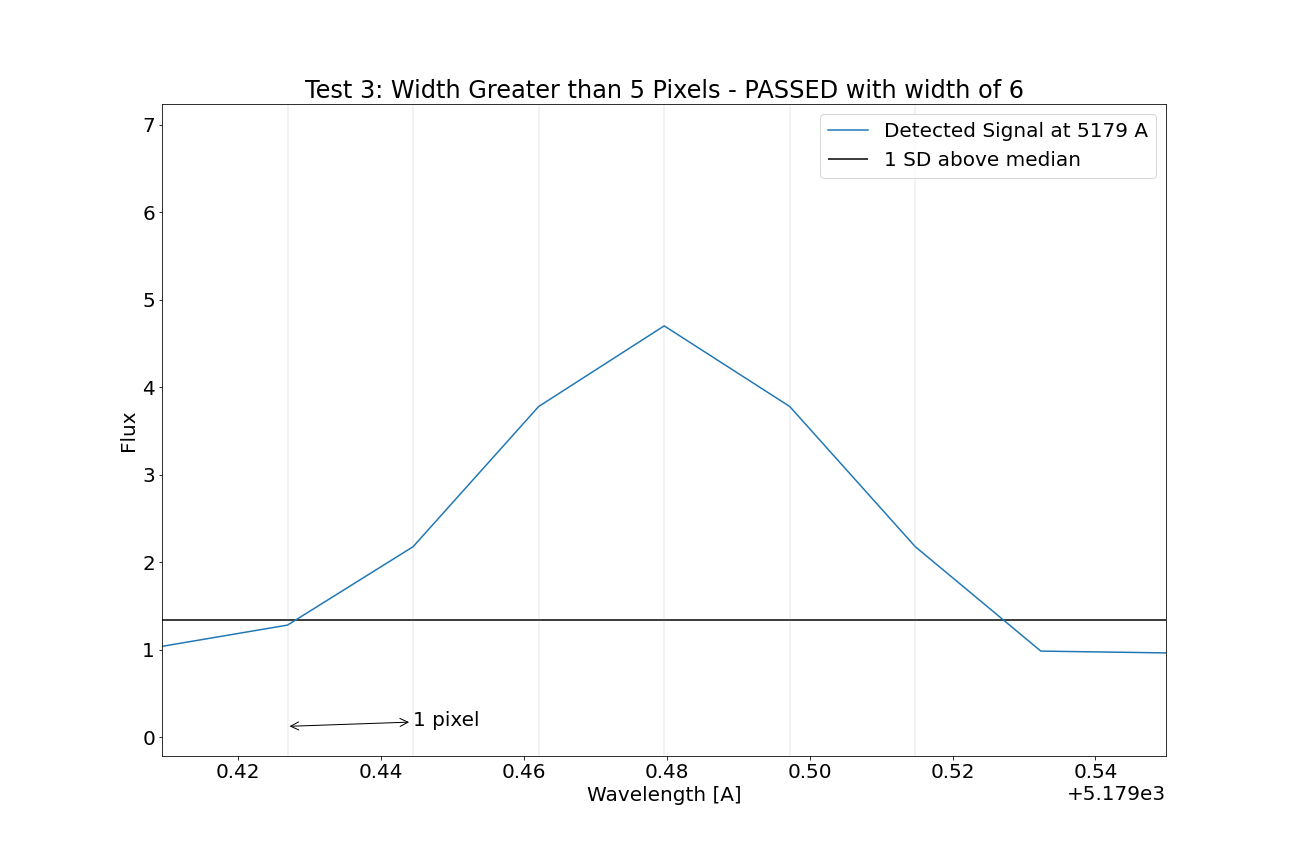 Test 3: Width Greater than 5 Pixels - PASSED with width of 6
Detected Signal at 5179 A
1 SD above median
7
6
5
4
3
2
1
0
Flux
1 pixel
0.42 0.44 0.46 0.48 0.50 0.52 0.54
Wavelength [A]
+5.179e3